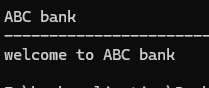 ABC bank
-----------------------
welcome to ABC bank